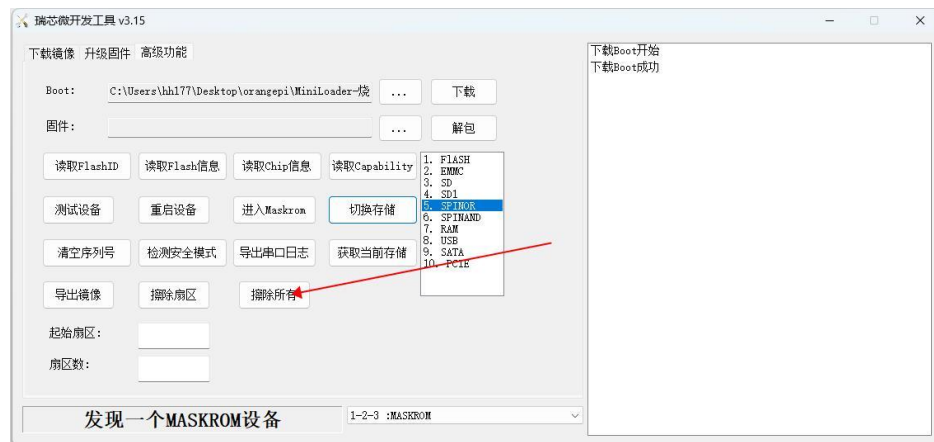 瑞芯微开发工具 v3.15
下载镜像 升级固件 高级功能
Boot: C:\Users\hh177\Desktop\orangepi\MiniLoader-烧 ... 下载
固件: ... 解包
读取FlashID 读取Flash信息 读取Chip信息 读取Capability
测试设备 重启设备 进入Maskrom 切换存储
清空序列号 检测安全模式 导出串口日志 获取当前存储
导出镜像 擦除扇区 擦除所有
1. FlASH
2. EMMC
3. SD
4. SD1
5. SPINOR
6. SPINAND
7. RAM
8. USB
9. SATA
10. PCIE
起始扇区:
扇区数:
发现一个MASKROM设备 1-2-3 :MASKROM
下载Boot开始
下载Boot成功